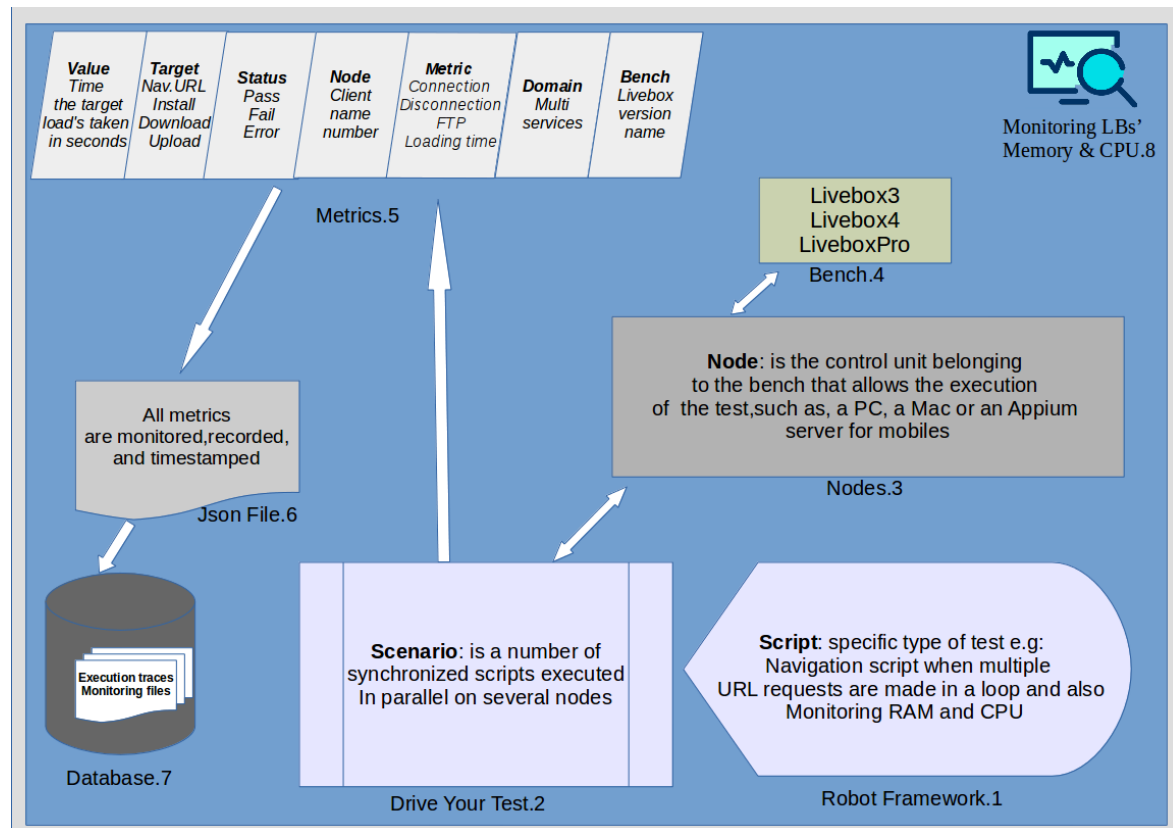 Value
Time
the target
load's taken
in seconds
Target
Nav.URL
Install
Download
Upload
Status
Pass
Fail
Error
Node
Client
name
number
Metric
Connection
Disconnection
FTP
Loading time
Domain
Multi
services
Bench
Livebox
version
name
Monitoring LBs'
Memory & CPU.8
Metrics.5
Livebox3
Livebox4
LiveboxPro
Bench.4
Node: is the control unit belonging
to the bench that allows the execution
of the test,such as, a PC, a Mac or an Appium
server for mobiles
Nodes.3
All metrics
are monitored,recorded,
and timestamped
Json File.6
Execution traces
Monitoring files
Database.7
Scenario: is a number of
synchronized scripts executed
In parallel on several nodes
Drive Your Test.2
Script: specific type of test e.g:
Navigation script when multiple
URL requests are made in a loop and also
Monitoring RAM and CPU
Robot Framework.1